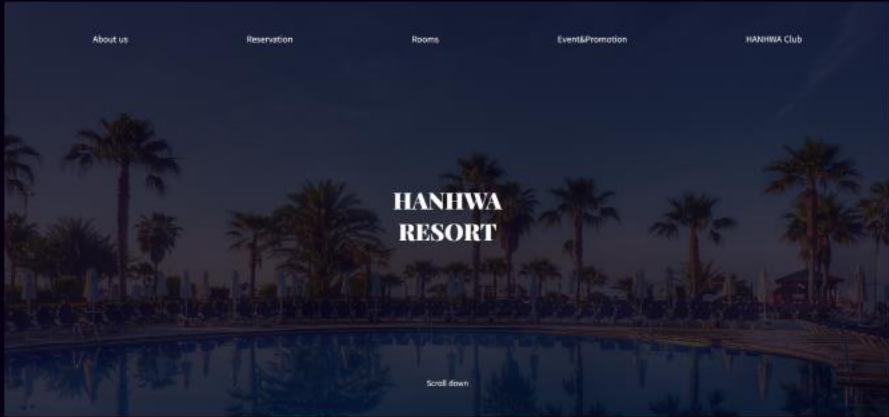 About us
Reservation
Rooms
Event&Promotion
HANHWA Club
HANHWA
RESORT
Scroll down